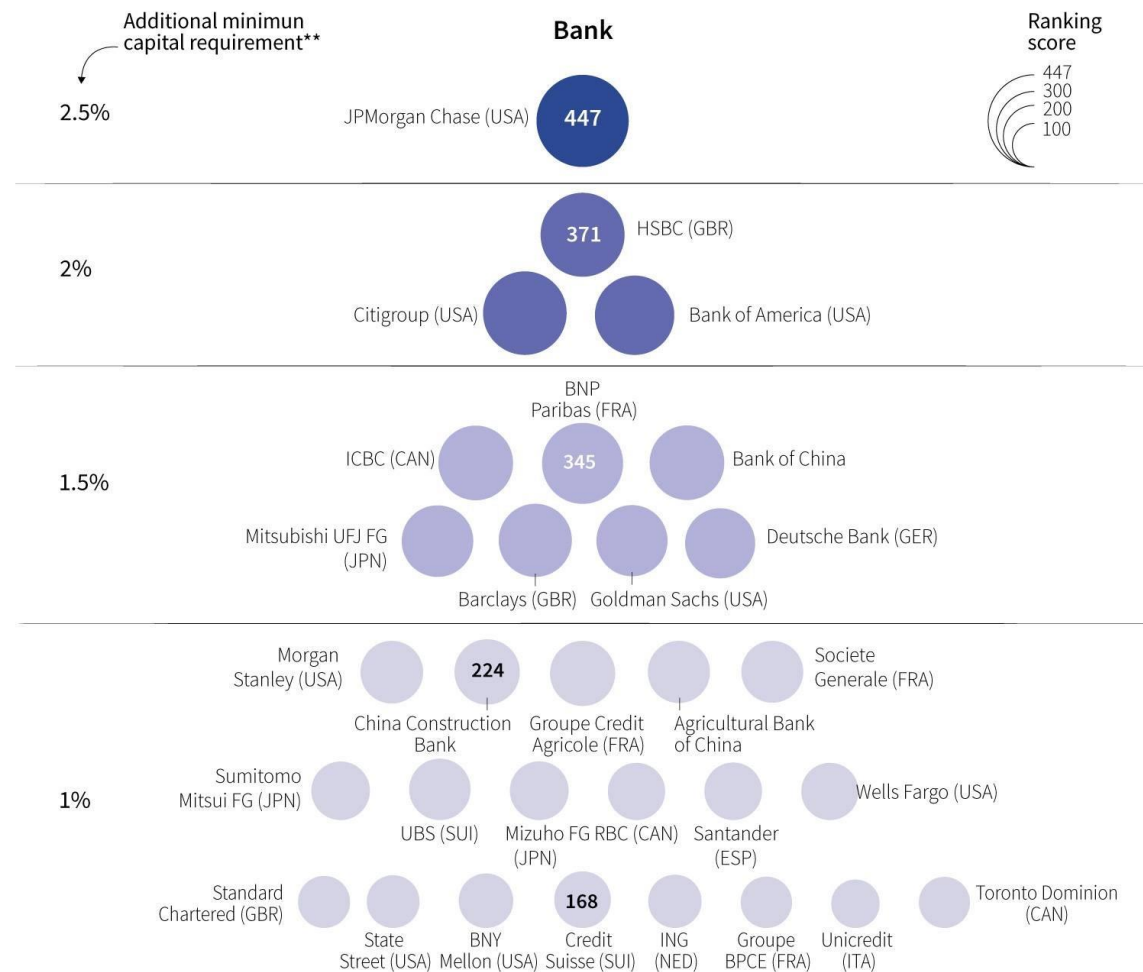 Additional minimun
capital requirement**
Bank
Ranking
score
447
300
200
100
2.5%
JPMorgan Chase (USA)
447
371
HSBC (GBR)
2%
Citigroup (USA)
Bank of America (USA)
BNP
Paribas (FRA)
ICBC (CAN)
345
Bank of China
1.5%
Mitsubishi UFJ FG
(JPN)
Deutsche Bank (GER)
Barclays (GBR)
Goldman Sachs (USA)
Morgan
Stanley (USA)
224
Societe
Generale (FRA)
China Construction
Bank
Groupe Credit
Agricole (FRA)
Agricultural Bank
of China
Sumitomo
Mitsui FG (JPN)
1%
Wells Fargo (USA)
UBS (SUI)
Mizuho FG
(JPN)
RBC (CAN)
Santander
(ESP)
Standard
Chartered (GBR)
168
Toronto Dominion
(CAN)
State
Street (USA)
BNY
Mellon (USA)
Credit
Suisse (SUI)
ING
(NED)
Groupe
BPCE (FRA)
Unicredit
(ITA)